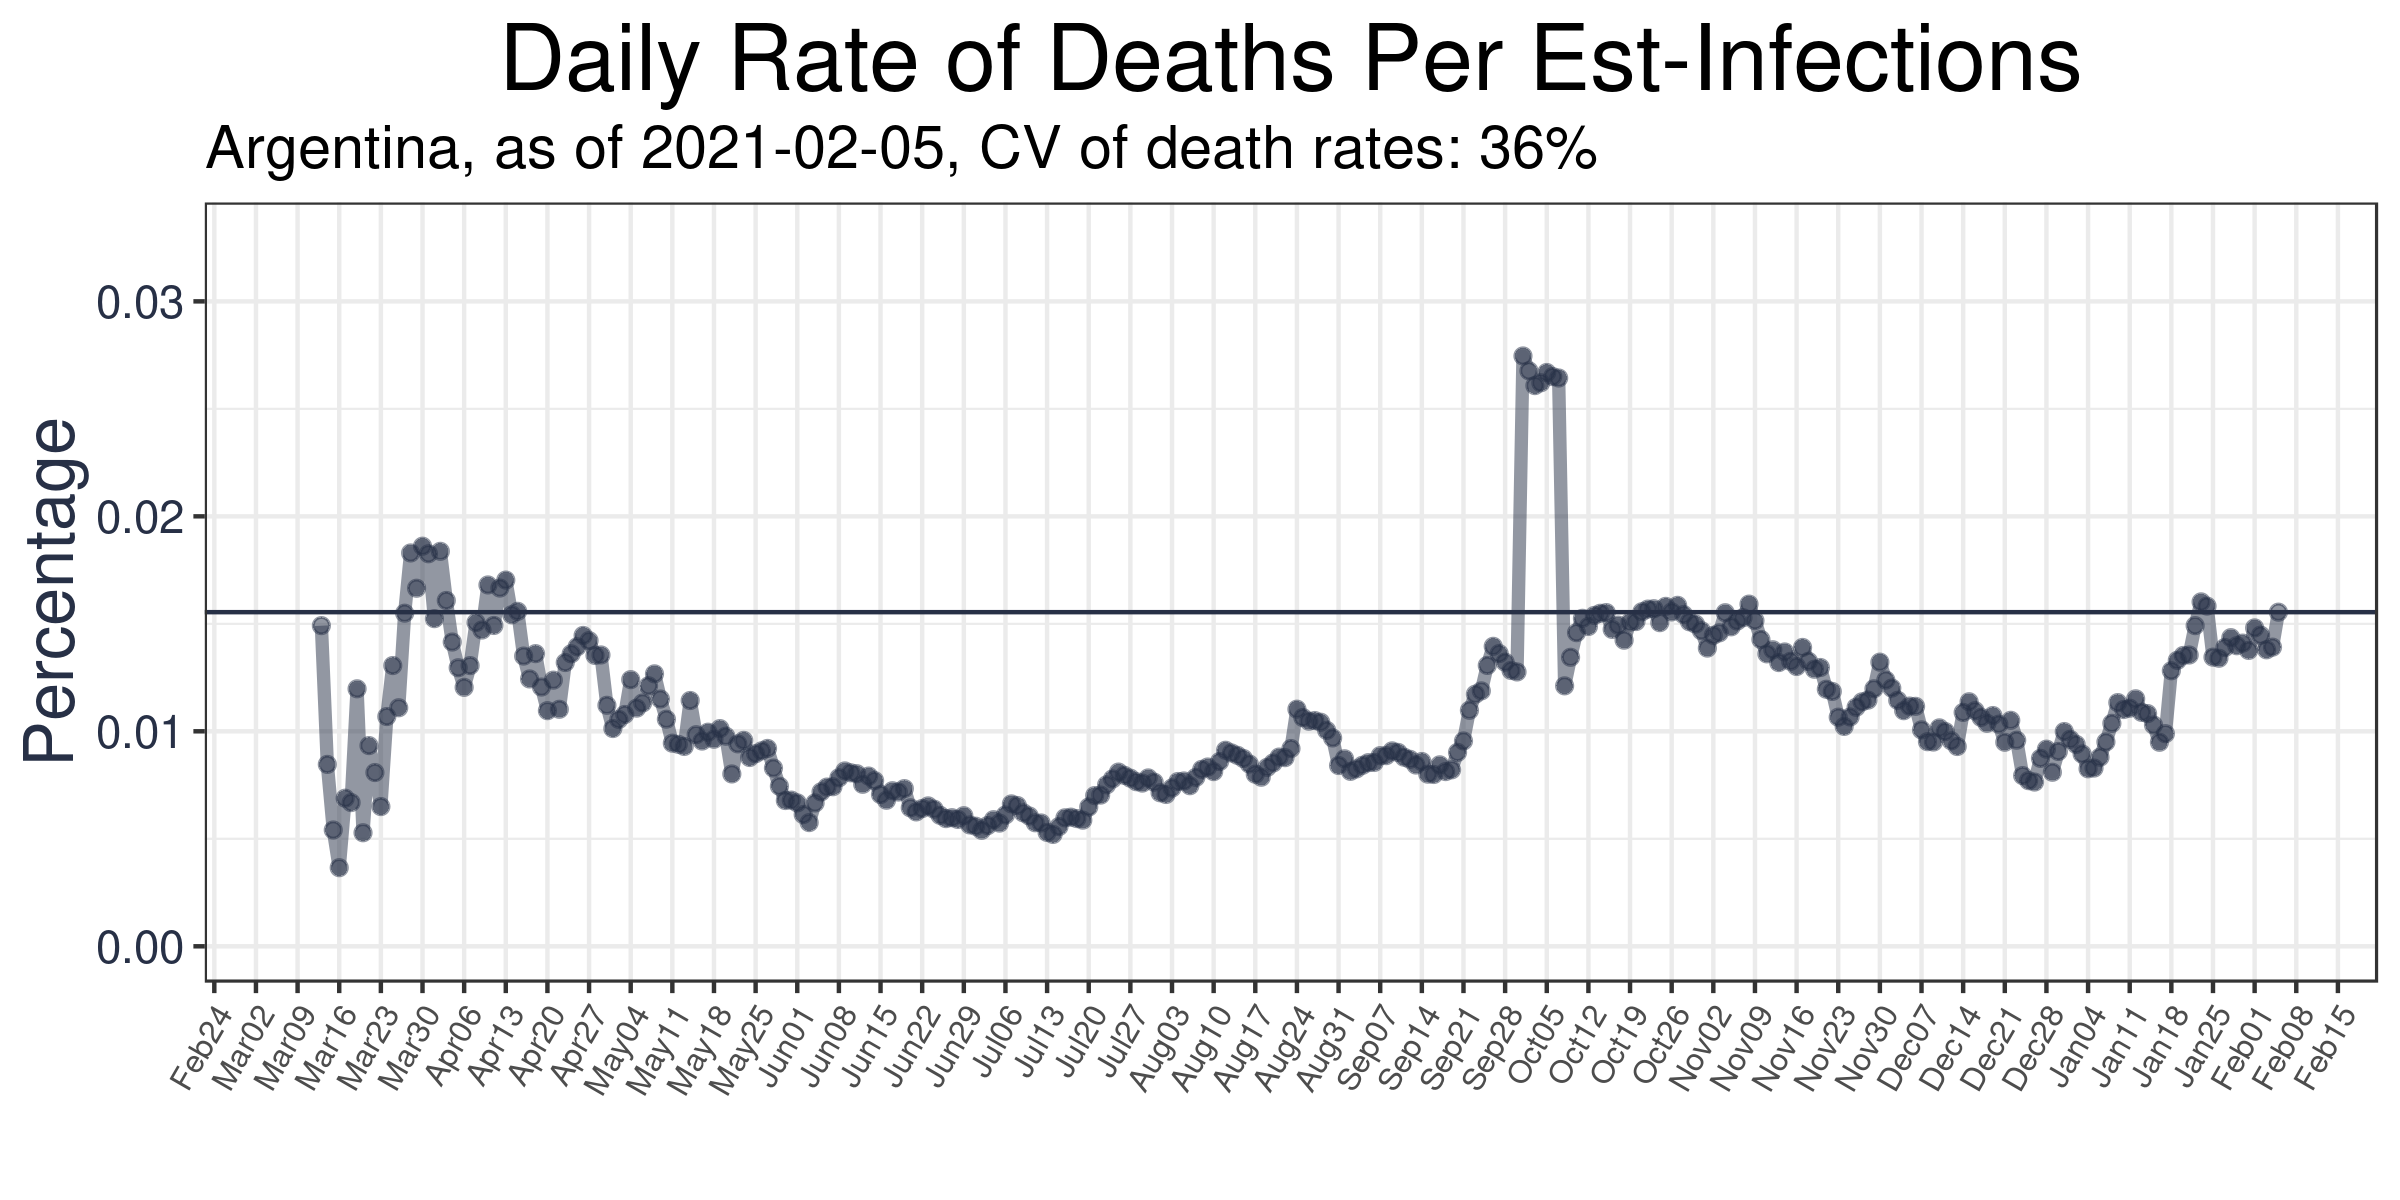 Daily Rate of Deaths Per Est-Infections
Argentina, as of 2021-02-05, CV of death rates: 36%
Percentage
0.03
0.02
0.01
0.00
Feb24
Mar02
Mar09
Mar16
Mar23
Mar30
Apr06
Apr13
Apr20
Apr27
May04
May11
May18
May25
Jun01
Jun08
Jun15
Jun22
Jun29
Jul06
Jul13
Jul20
Jul27
Aug03
Aug10
Aug17
Aug24
Aug31
Sep07
Sep14
Sep21
Sep28
Oct05
Oct12
Oct19
Oct26
Nov02
Nov09
Nov16
Nov23
Nov30
Dec07
Dec14
Dec21
Dec28
Jan04
Jan11
Jan18
Jan25
Feb01
Feb08
Feb15